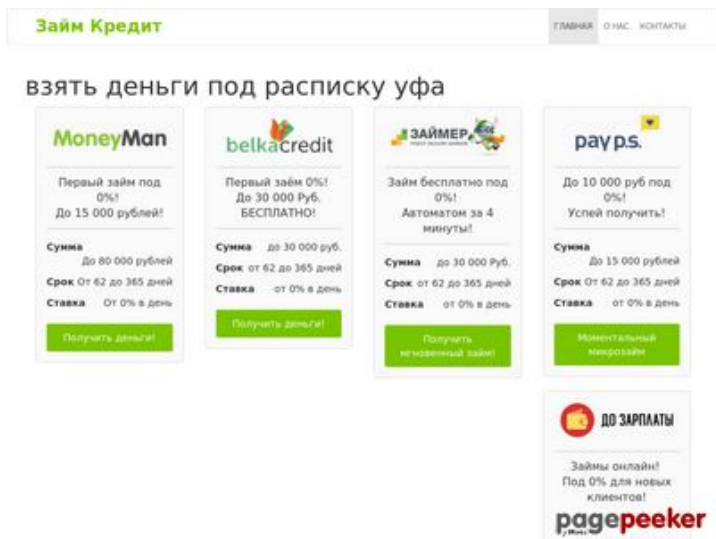 Займ Кредит
ГЛАВНАЯ О НАС. КОНТАКТЫ
взять деньги под расписку уфа
MoneyMan
Первый займ под
0%!
До 15 000 рублей!
Сумма
До 80 000 рублей
Срок От 62 до 365 дней
Ставка От 0% в день
Получить деньги!
belkacredit
Первый заём 0%!
До 30 000 Руб.
БЕСПЛАТНО!
Сумма до 30 000 руб.
Срок от 62 до 365 дней
Ставка от 0% в день
Получить деньги!
ЗАЙМЕР
Займ бесплатно под
0%!
Автоматом за 4
минуты!
Сумма до 30 000 Руб.
Срок от 62 до 365 дней
Ставка от 0% в день
Получить
мгновенный займ!
pay p.s.
До 10 000 руб под
0%!
Успей получить!
Сумма
До 15 000 рублей
Срок От 62 до 365 дней
Ставка от 0% в день
Моментальный
микрозайм
ДО ЗАРПЛАТЫ
Займы онлайн!
Под 0% для новых
клиентов!
pagepeeker